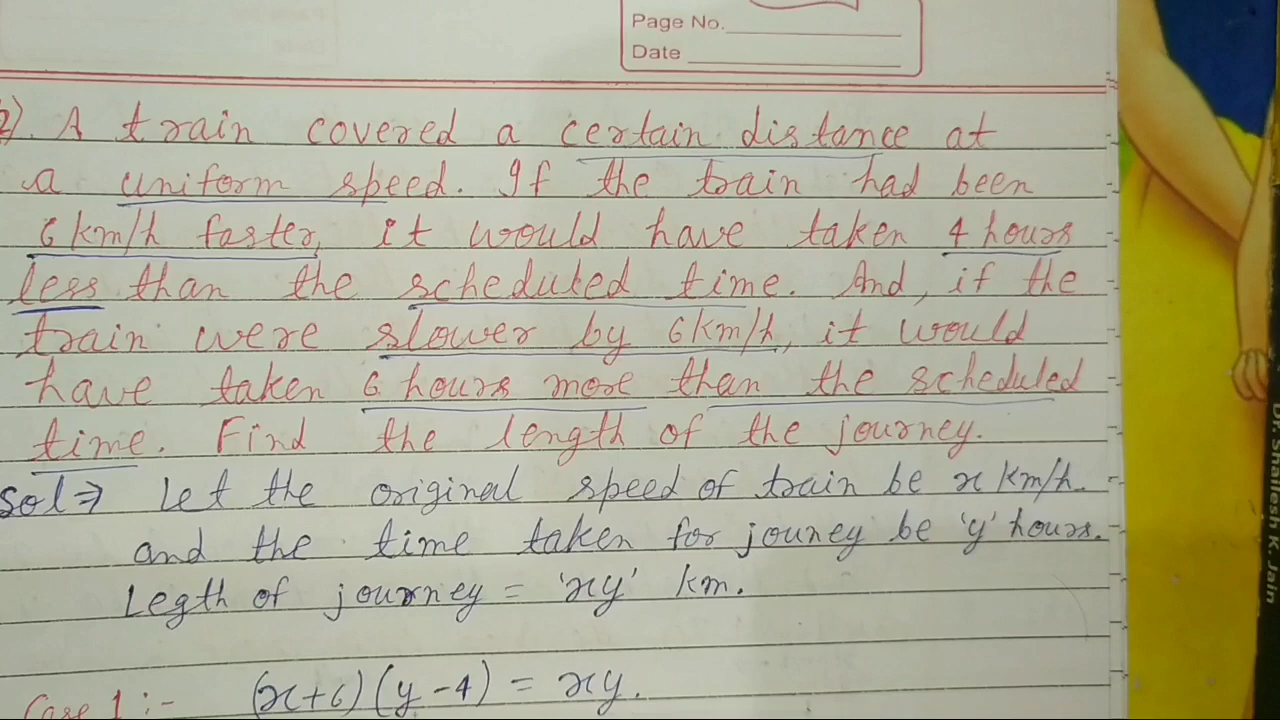 Page No.
Date
2). A train covered a certain distance at
a uniform speed. If the train had been
6 km/h faster, it would have taken 4 hours
less than the scheduled time. And, if the
train were slower by 6 km/h, it would
have taken 6 hours more than the scheduled
time. Find the length of the journey.
Sol ⇒ Let the original speed of train be x km/h.
and the time taken for jouney be 'y' hours.
Legth of journey = 'xy' km.
Case 1 :- (x+6)(y-4) = xy.
Dr. Shailesh K. Jain